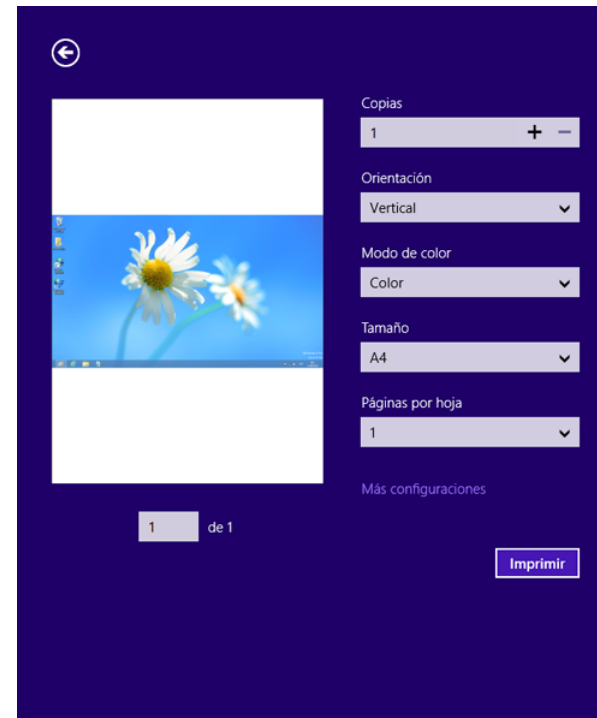 Copias
1
Orientación
Vertical
Modo de color
Color
Tamaño
A4
Páginas por hoja
1
Más configuraciones
1 de 1
Imprimir